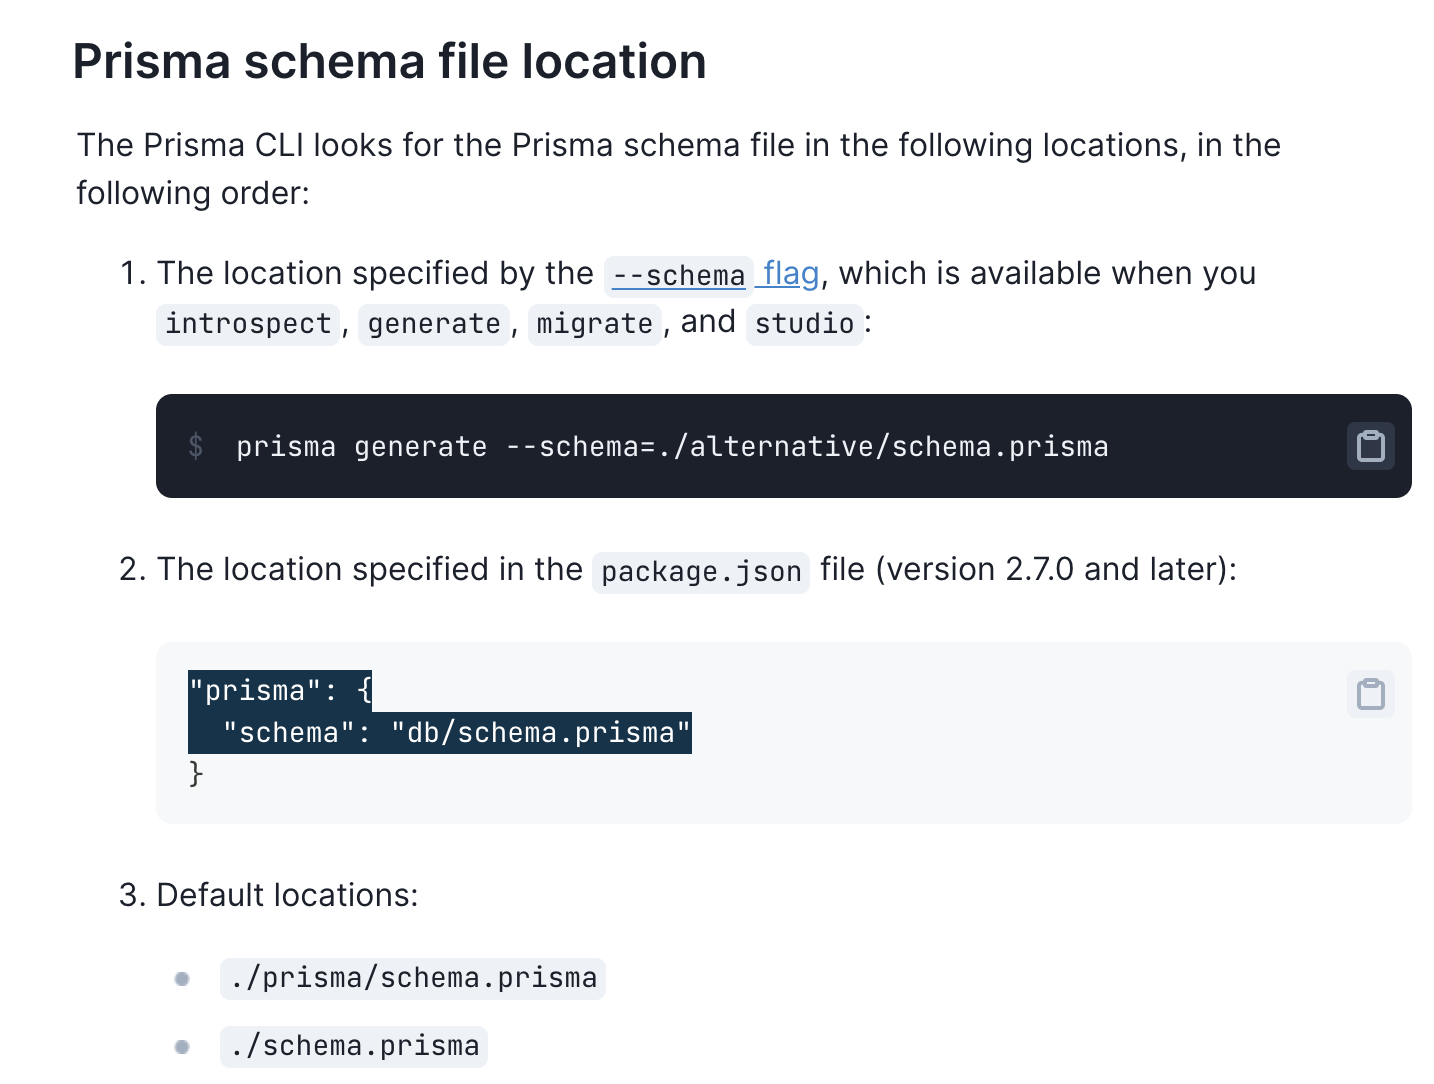 Prisma schema file location
The Prisma CLI looks for the Prisma schema file in the following locations, in the
following order:
1. The location specified by the --schema flag, which is available when you
introspect, generate, migrate, and studio:
$ prisma generate --schema=./alternative/schema.prisma
2. The location specified in the package.json file (version 2.7.0 and later):
"prisma": {
  "schema": "db/schema.prisma"
}
3. Default locations:
./prisma/schema.prisma
./schema.prisma